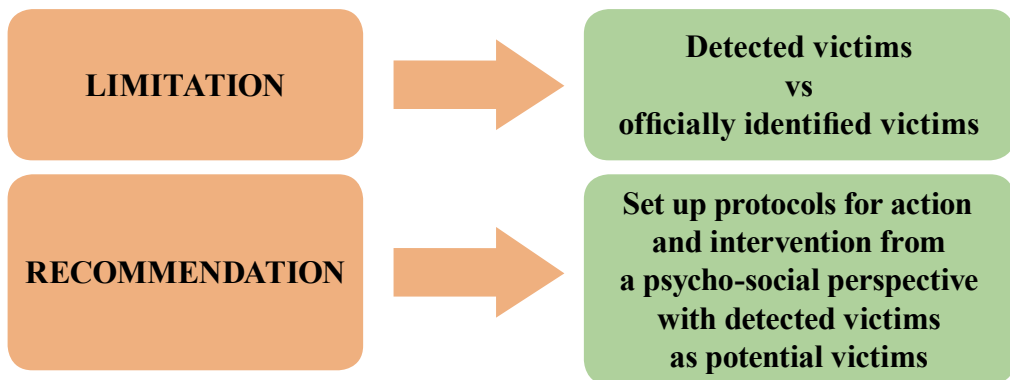 LIMITATION
Detected victims
vs
officially identified victims
RECOMMENDATION
Set up protocols for action
and intervention from
a psycho-social perspective
with detected victims
as potential victims